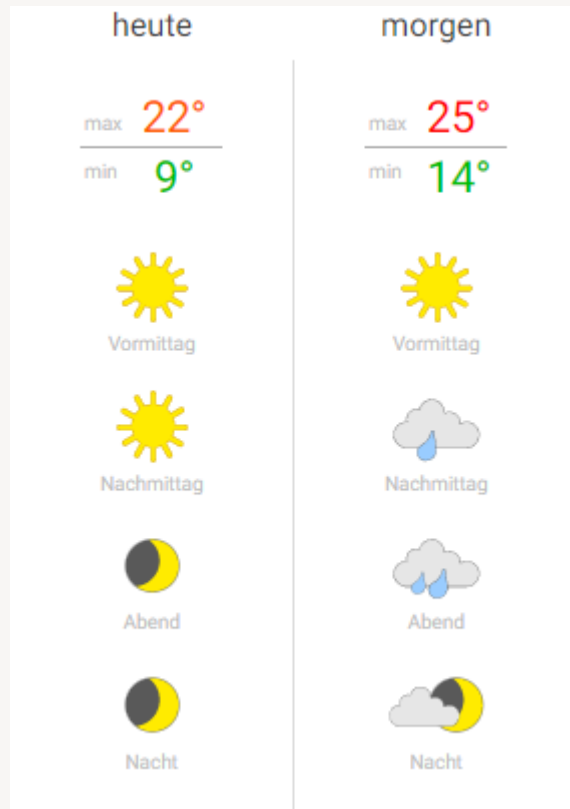 heute
max 22°
min 9°
Vormittag
Nachmittag
Abend
Nacht
morgen
max 25°
min 14°
Vormittag
Nachmittag
Abend
Nacht